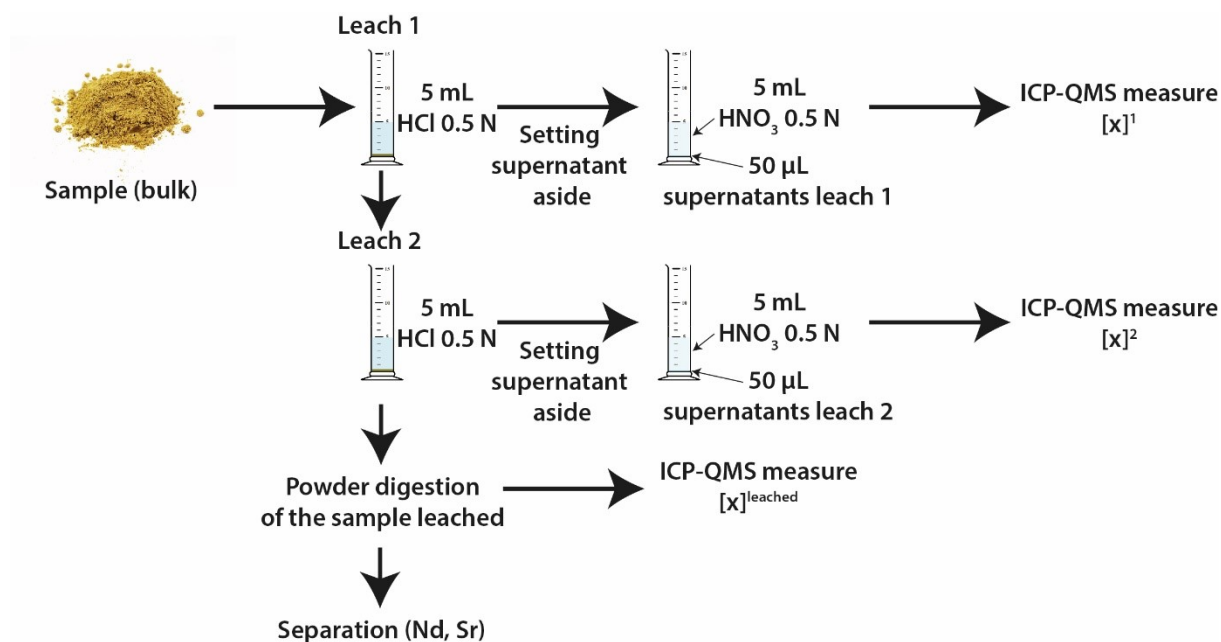 Leach 1
Sample (bulk)
5 mL
HCl 0.5 N
Setting
supernatant
aside
5 mL
HNO₃ 0.5 N
50 µL
supernatants leach 1
ICP-QMS measure
[x]¹
Leach 2
5 mL
HCl 0.5 N
Setting
supernatant
aside
5 mL
HNO₃ 0.5 N
50 µL
supernatants leach 2
ICP-QMS measure
[x]²
Powder digestion
of the sample leached
ICP-QMS measure
[x]leached
Separation (Nd, Sr)